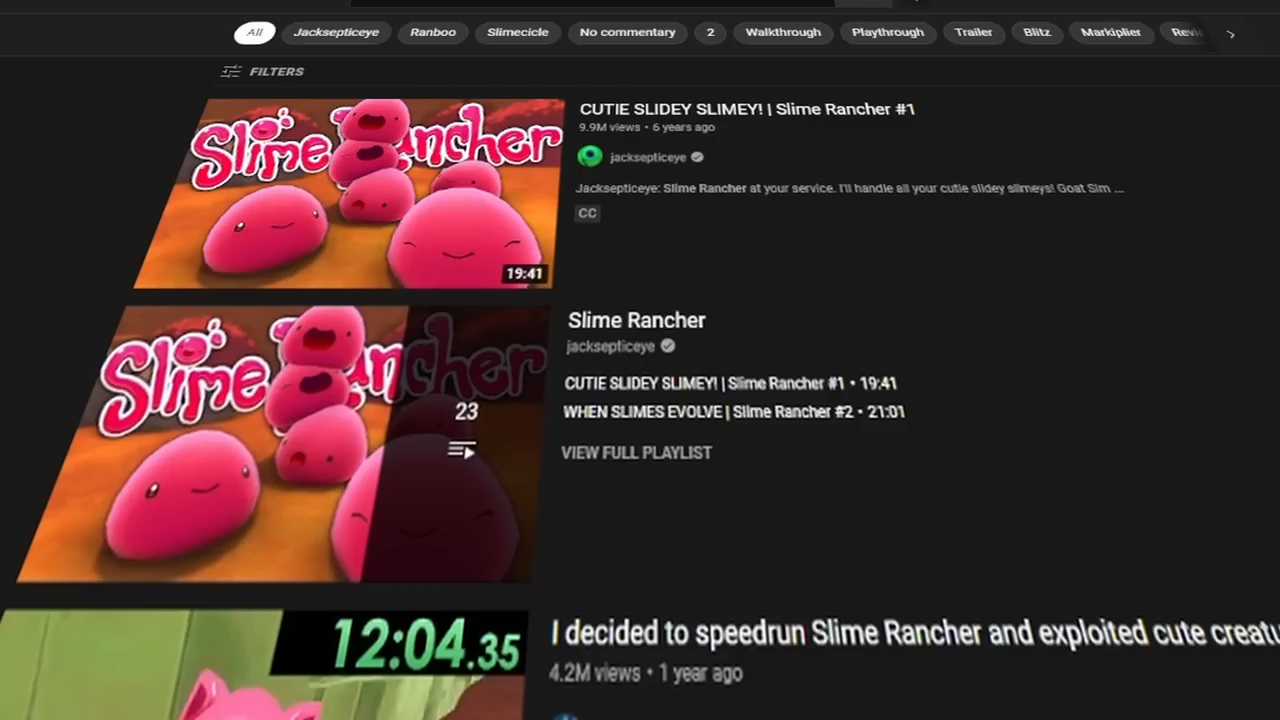 All Jacksepticeye Ranboo Slimecicle No commentary 2 Walkthrough Playthrough Trailer Blitz Markiplier
FILTERS
Slime Rancher
19:41
CUTIE SLIDEY SLIMEY! | Slime Rancher #1
9.9M views • 6 years ago
jacksepticeye
Jacksepticeye: Slime Rancher at your service. I'll handle all your cutie slidey slimeys! Goat Sim ...
CC
Slime Rancher
23
Slime Rancher
jacksepticeye
CUTIE SLIDEY SLIMEY! | Slime Rancher #1 • 19:41
WHEN SLIMES EVOLVE | Slime Rancher #2 • 21:01
VIEW FULL PLAYLIST
12:04.35
I decided to speedrun Slime Rancher and exploited cute
4.2M views • 1 year ago